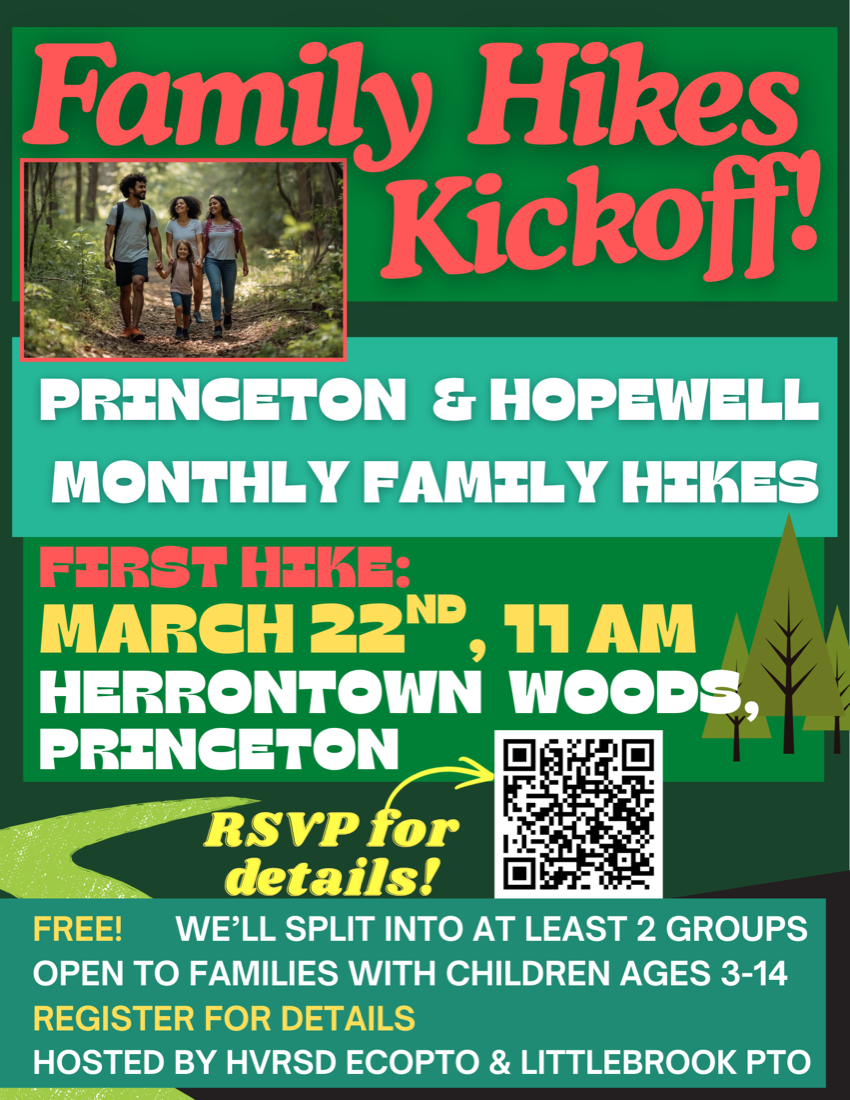 Family Hikes
Kickoff!
PRINCETON & HOPEWELL
MONTHLY FAMILY HIKES
FIRST HIKE:
MARCH 22ND, 11 AM
HERRONTOWN WOODS,
PRINCETON
RSVP for
details!
FREE! WE'LL SPLIT INTO AT LEAST 2 GROUPS
OPEN TO FAMILIES WITH CHILDREN AGES 3-14
REGISTER FOR DETAILS
HOSTED BY HVRSD ECOPTO & LITTLEBROOK PTO